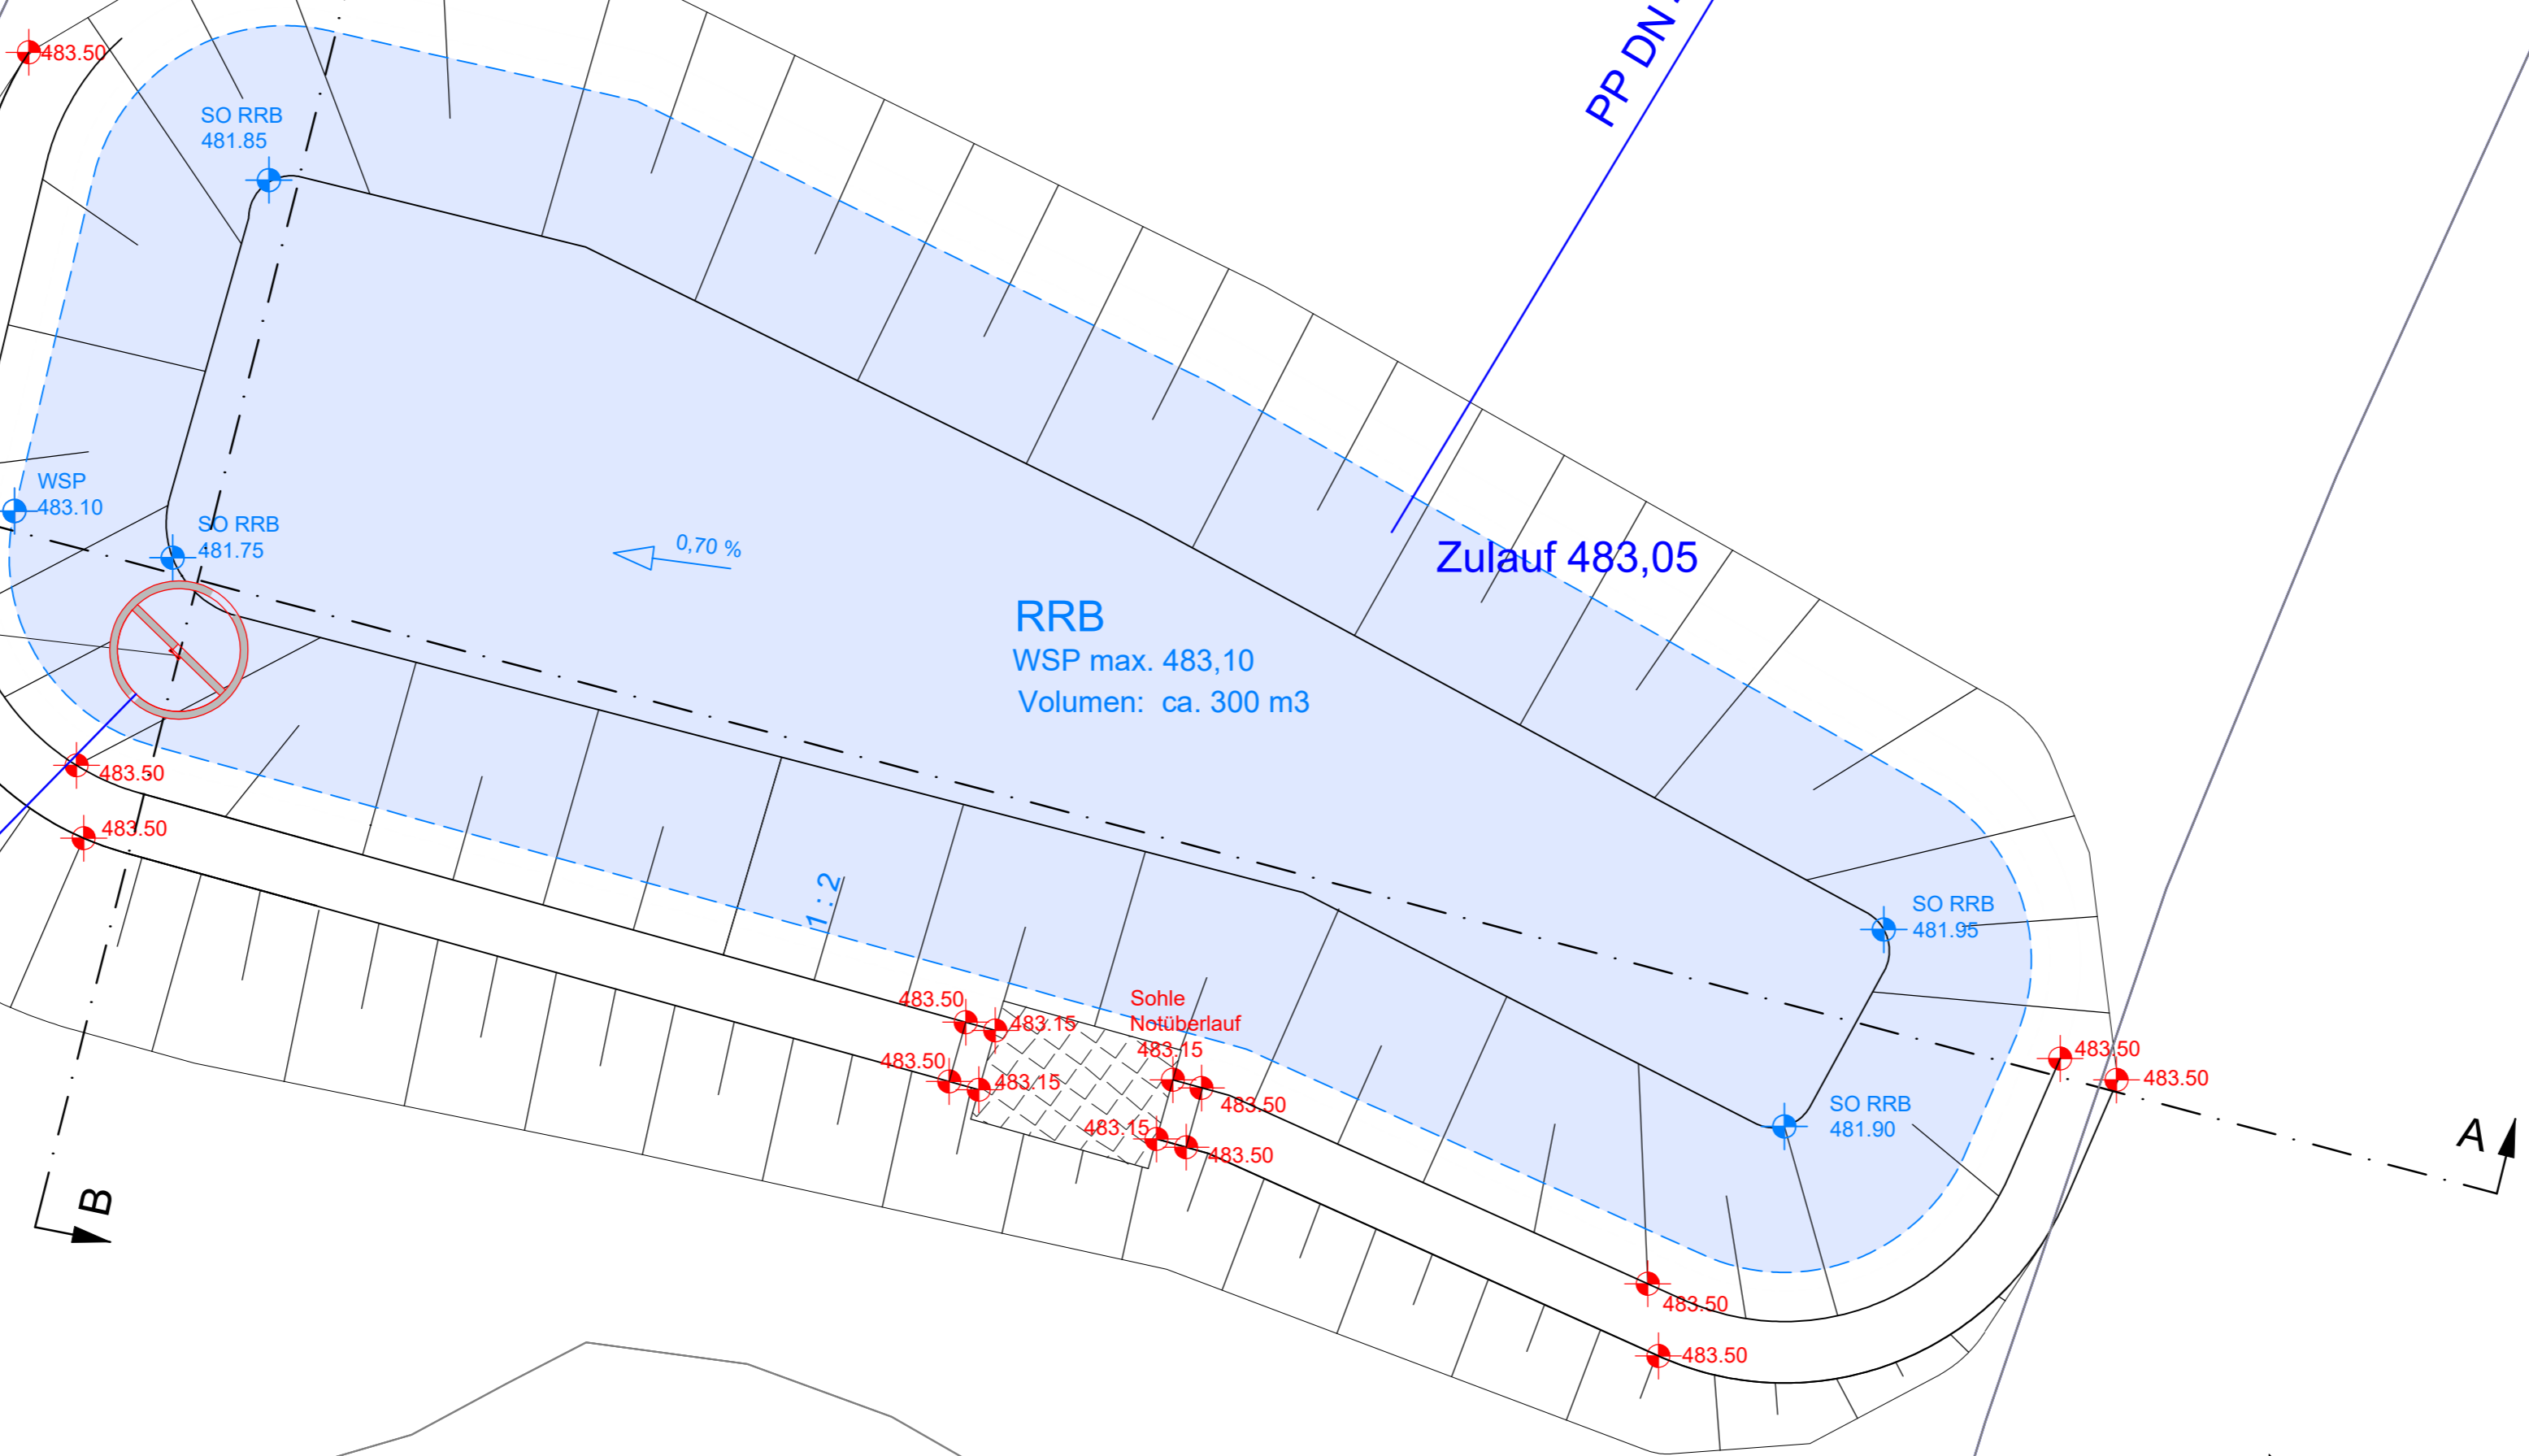 PP DN
483.50
SO RRB
481.85
WSP
483.10
SO RRB
481.75
0,70 %
Zulauf 483,05
RRB
WSP max. 483,10
Volumen: ca. 300 m3
483.50
483.50
1:2
SO RRB
481.95
483.50
483.15
Sohle
Notüberlauf
483.15
483.50
483.15
483.50
483.15
483.50
483.50
483.50
SO RRB
481.90
A
B
483.50
483.50